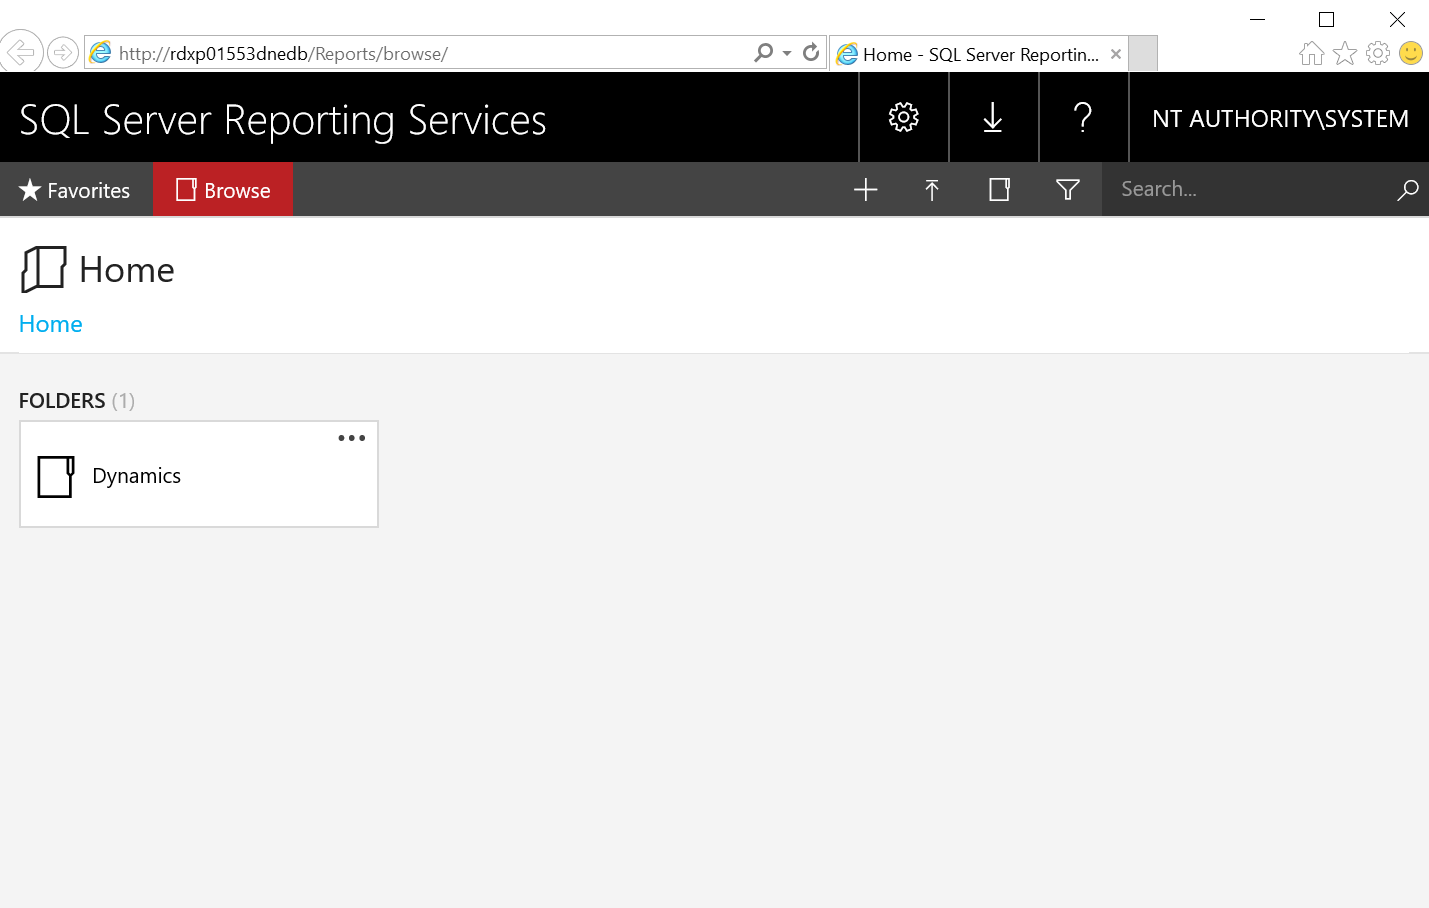 http://rdxp01553dnedb/Reports/browse/
Home - SQL Server Reportin...
SQL Server Reporting Services
NT AUTHORITY\SYSTEM
Favorites
Browse
Search...
Home
Home
FOLDERS (1)
Dynamics